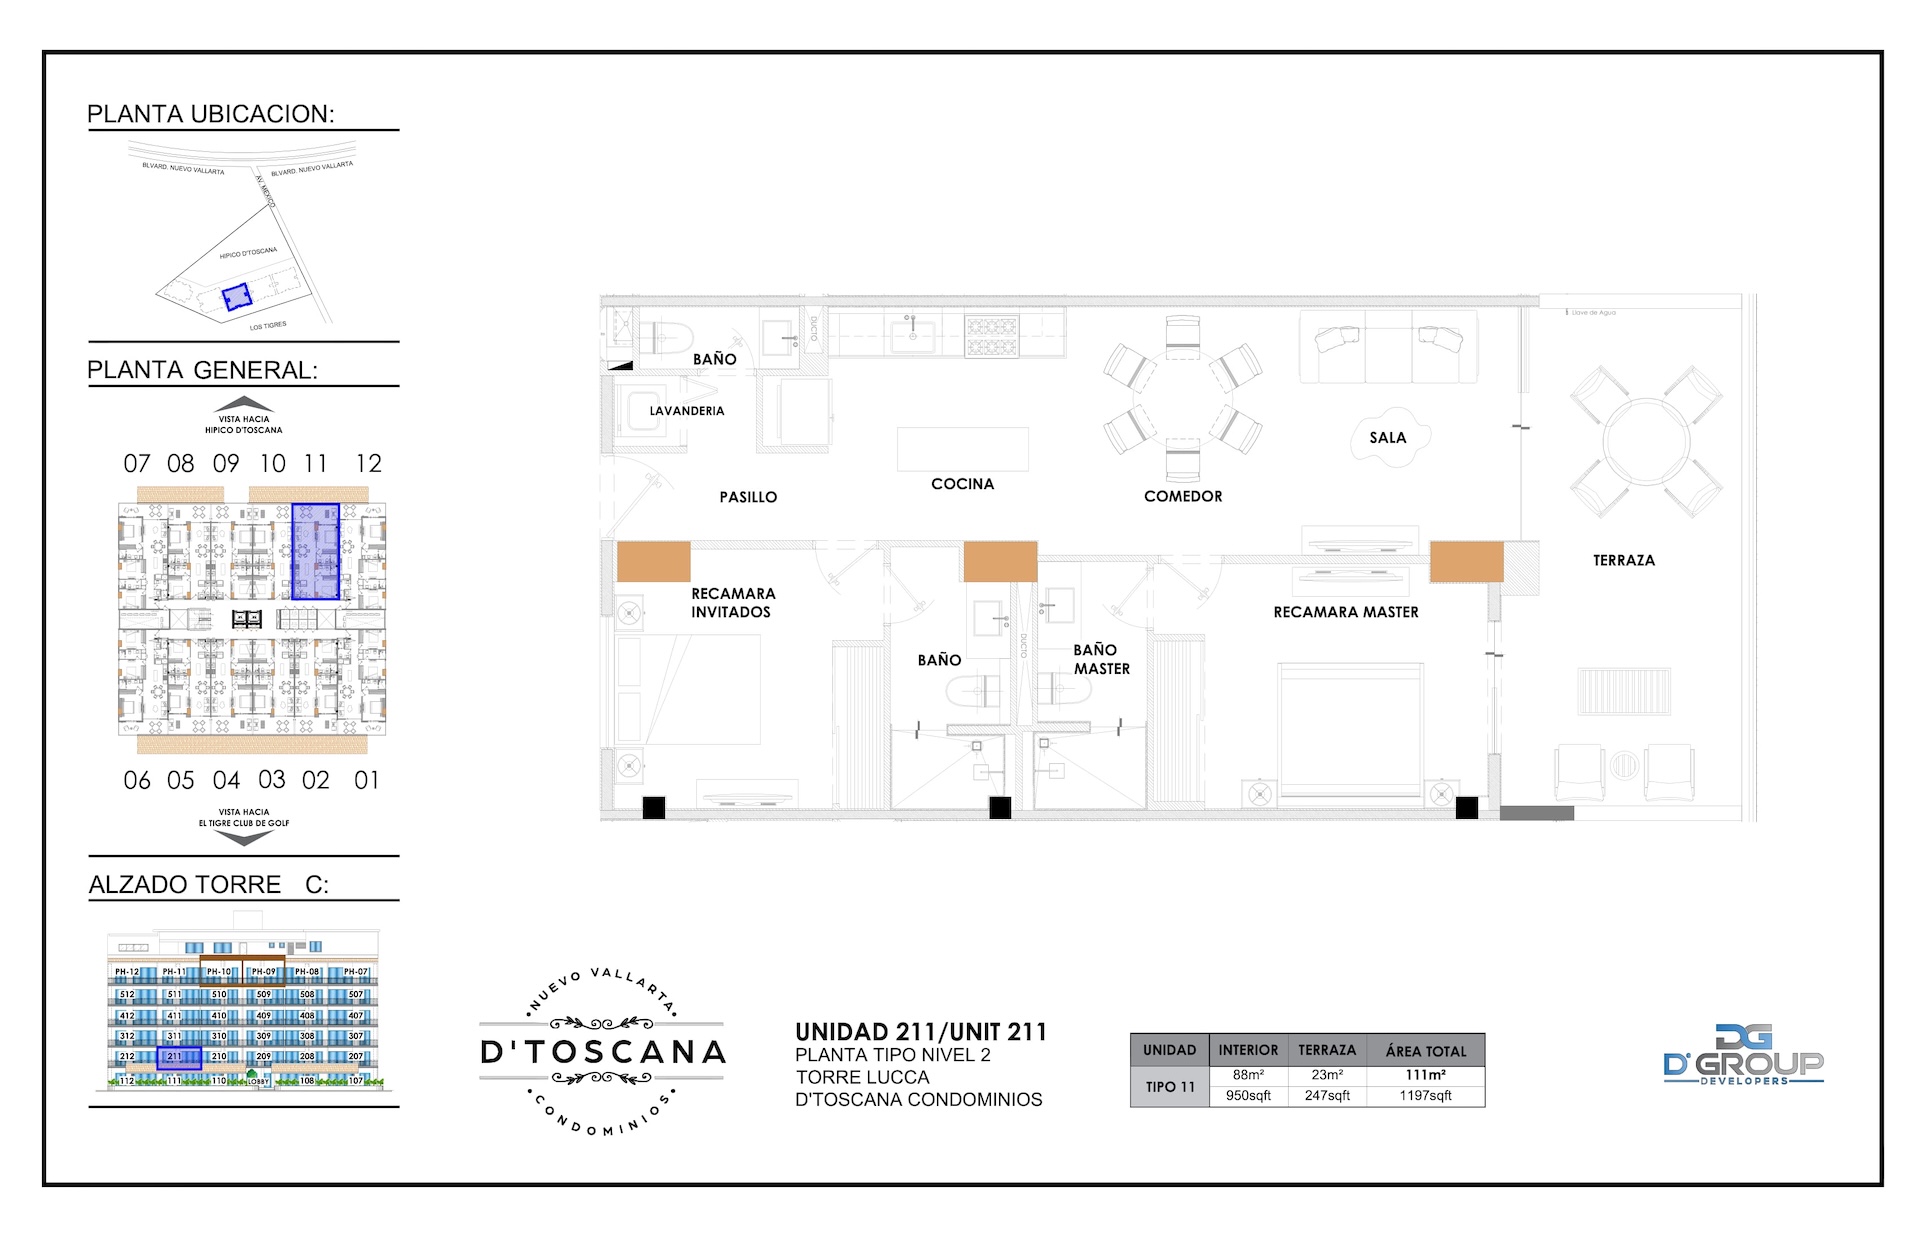 PLANTA UBICACION:
BLVARD. NUEVO VALLARTA
BLVARD. NUEVO VALLARTA
AV. MEXICO
HIPICO D'TOSCANA
LOS TIGRES
PLANTA GENERAL:
VISTA HACIA
HIPICO D'TOSCANA
07 08 09 10 11 12
06 05 04 03 02 01
VISTA HACIA
EL TIGRE CLUB DE GOLF
ALZADO TORRE C:
PH-12 PH-11 PH-10 PH-09 PH-08 PH-07
512 511 510 509 508 507
412 411 410 409 408 407
312 311 310 309 308 307
212 211 210 209 208 207
112 111 110 LOBBY 108 107
Llave de Agua
DUCTO
BAÑO
LAVANDERIA
SALA
COCINA
PASILLO
COMEDOR
TERRAZA
RECAMARA
INVITADOS
RECAMARA MASTER
DUCTO
BAÑO
BAÑO
MASTER
NUEVO VALLARTA
D'TOSCANA
CONDOMINIOS
UNIDAD 211/UNIT 211
PLANTA TIPO NIVEL 2
TORRE LUCCA
D'TOSCANA CONDOMINIOS
UNIDAD INTERIOR TERRAZA ÁREA TOTAL
TIPO 11 88m² 23m² 111m²
950sqft 247sqft 1197sqft
DG
D'GROUP
DEVELOPERS